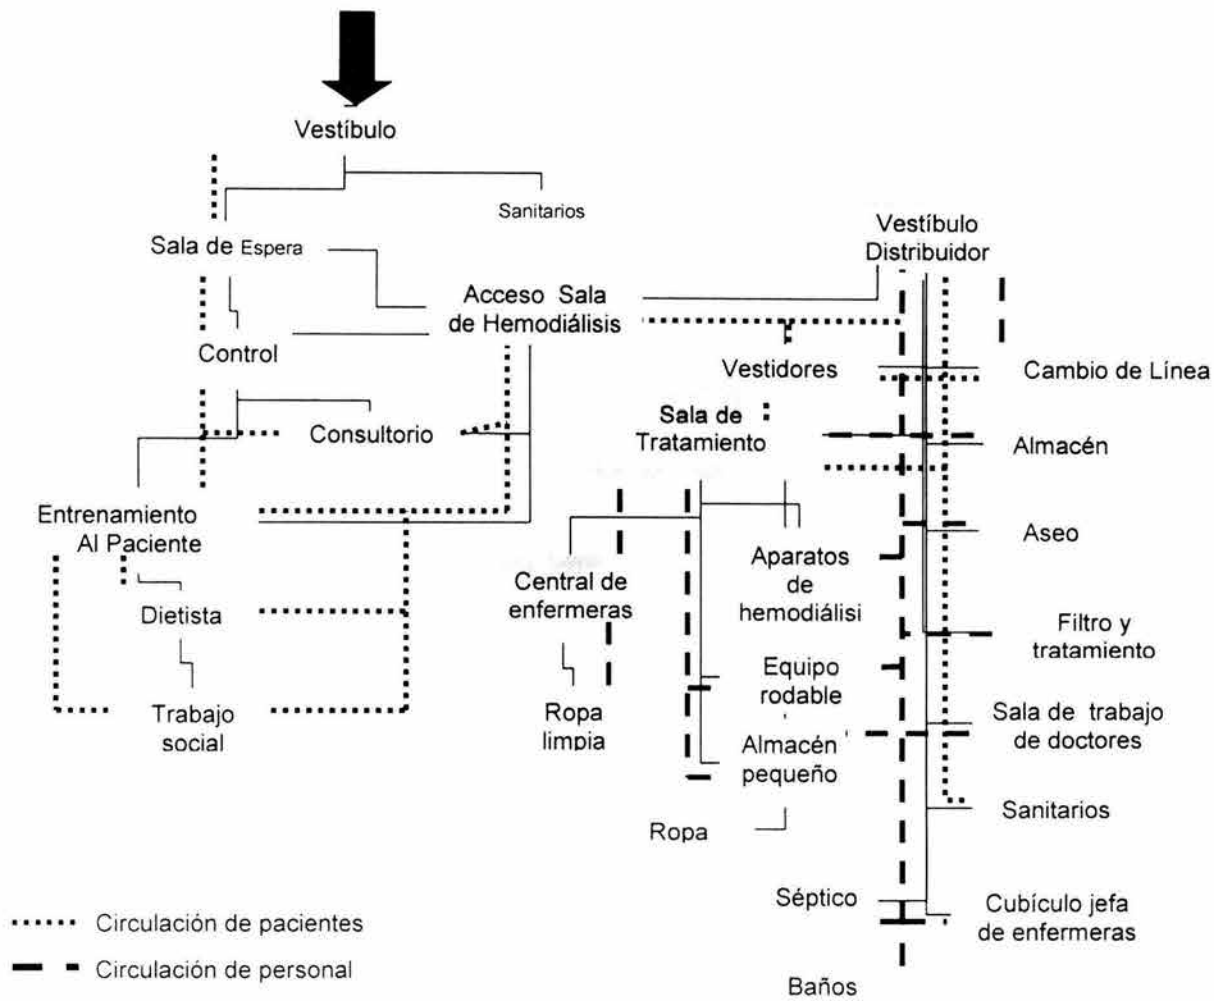 Vestíbulo
Sanitarios
Sala de Espera
Vestíbulo
Distribuidor
Acceso Sala
de Hemodiálisis
Control
Vestidores
Cambio de Línea
Consultorio
Sala de
Tratamiento
Almacén
Entrenamiento
Al Paciente
Aseo
Central de
enfermeras
Aparatos
de
hemodiálisi
Dietista
Filtro y
tratamiento
Equipo
rodable
Trabajo
social
Ropa
limpia
Sala de trabajo
de doctores
Almacén
pequeño
Sanitarios
Ropa
Séptico
Cubículo jefa
de enfermeras
Circulación de pacientes
Circulación de personal
Baños